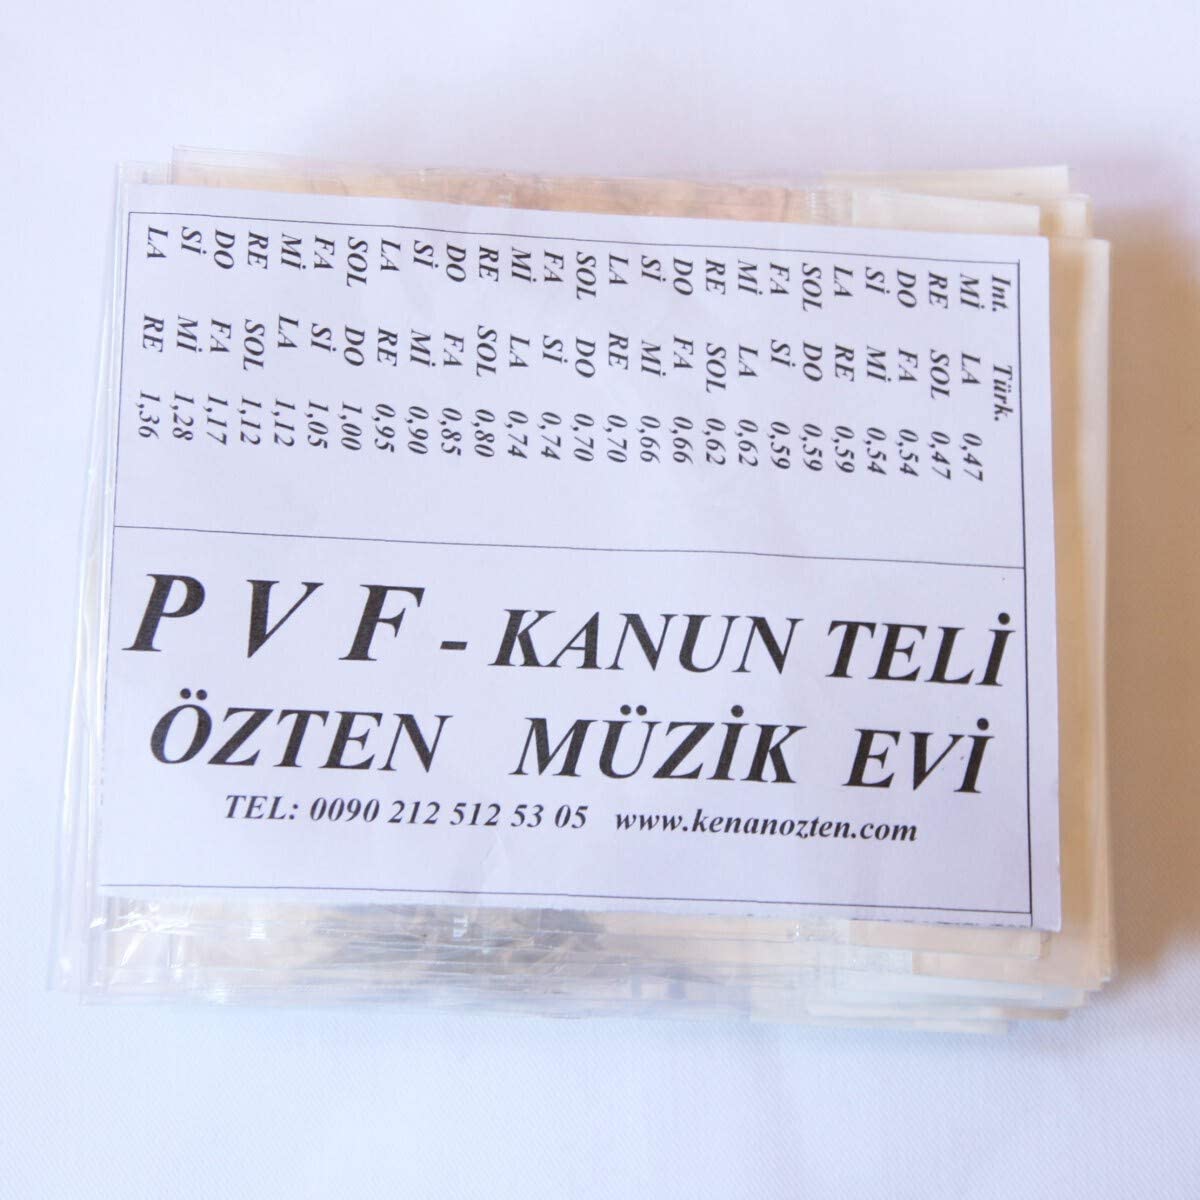 Int. Türk.
Mİ LA 0,47
RE SOL 0,47
DO FA 0,54
Sİ Mİ 0,54
LA RE 0,59
SOL DO 0,59
FA Sİ 0,59
Mİ LA 0,62
RE SOL 0,62
DO FA 0,66
Sİ Mİ 0,66
LA RE 0,70
SOL DO 0,70
FA Sİ 0,74
Mİ LA 0,74
RE SOL 0,80
DO FA 0,85
Sİ Mİ 0,90
LA RE 0,95
SOL DO 1,00
FA Sİ 1,05
Mİ LA 1,12
RE SOL 1,12
DO FA 1,17
Sİ Mİ 1,28
LA RE 1,36
P V F - KANUN TELİ
ÖZTEN MÜZİK EVİ
TEL: 0090 212 512 53 05 www.kenanozten.com